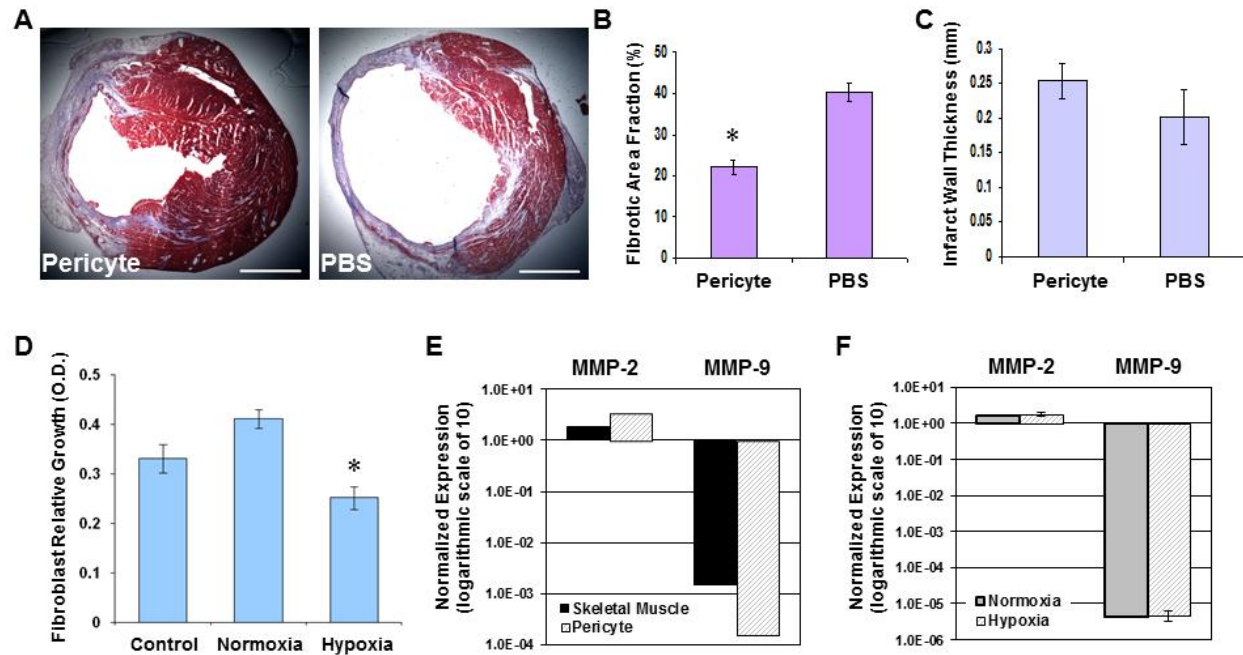 A
Pericyte
PBS
B
Fibrotic Area Fraction (%)
50
40
30
20
10
0
*
Pericyte
PBS
C
Infarct Wall Thickness (mm)
0.3
0.25
0.2
0.15
0.1
0.05
0
Pericyte
PBS
D
Fibroblast Relative Growth (O.D.)
0.5
0.4
0.3
0.2
0.1
0
*
Control
Normoxia
Hypoxia
E
MMP-2
MMP-9
Normalized Expression
(logarithmic scale of 10)
1.0E+01
1.0E+00
1.0E-01
1.0E-02
1.0E-03
1.0E-04
Skeletal Muscle
Pericyte
F
MMP-2
MMP-9
Normalized Expression
(logarithmic scale of 10)
1.0E+01
1.0E+00
1.0E-01
1.0E-02
1.0E-03
1.0E-04
1.0E-05
1.0E-06
Normoxia
Hypoxia